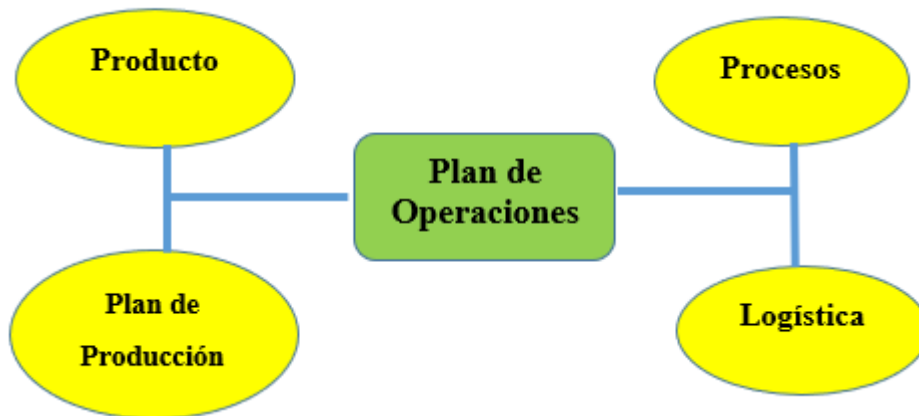 Producto
Procesos
Plan de
Operaciones
Plan de
Producción
Logística